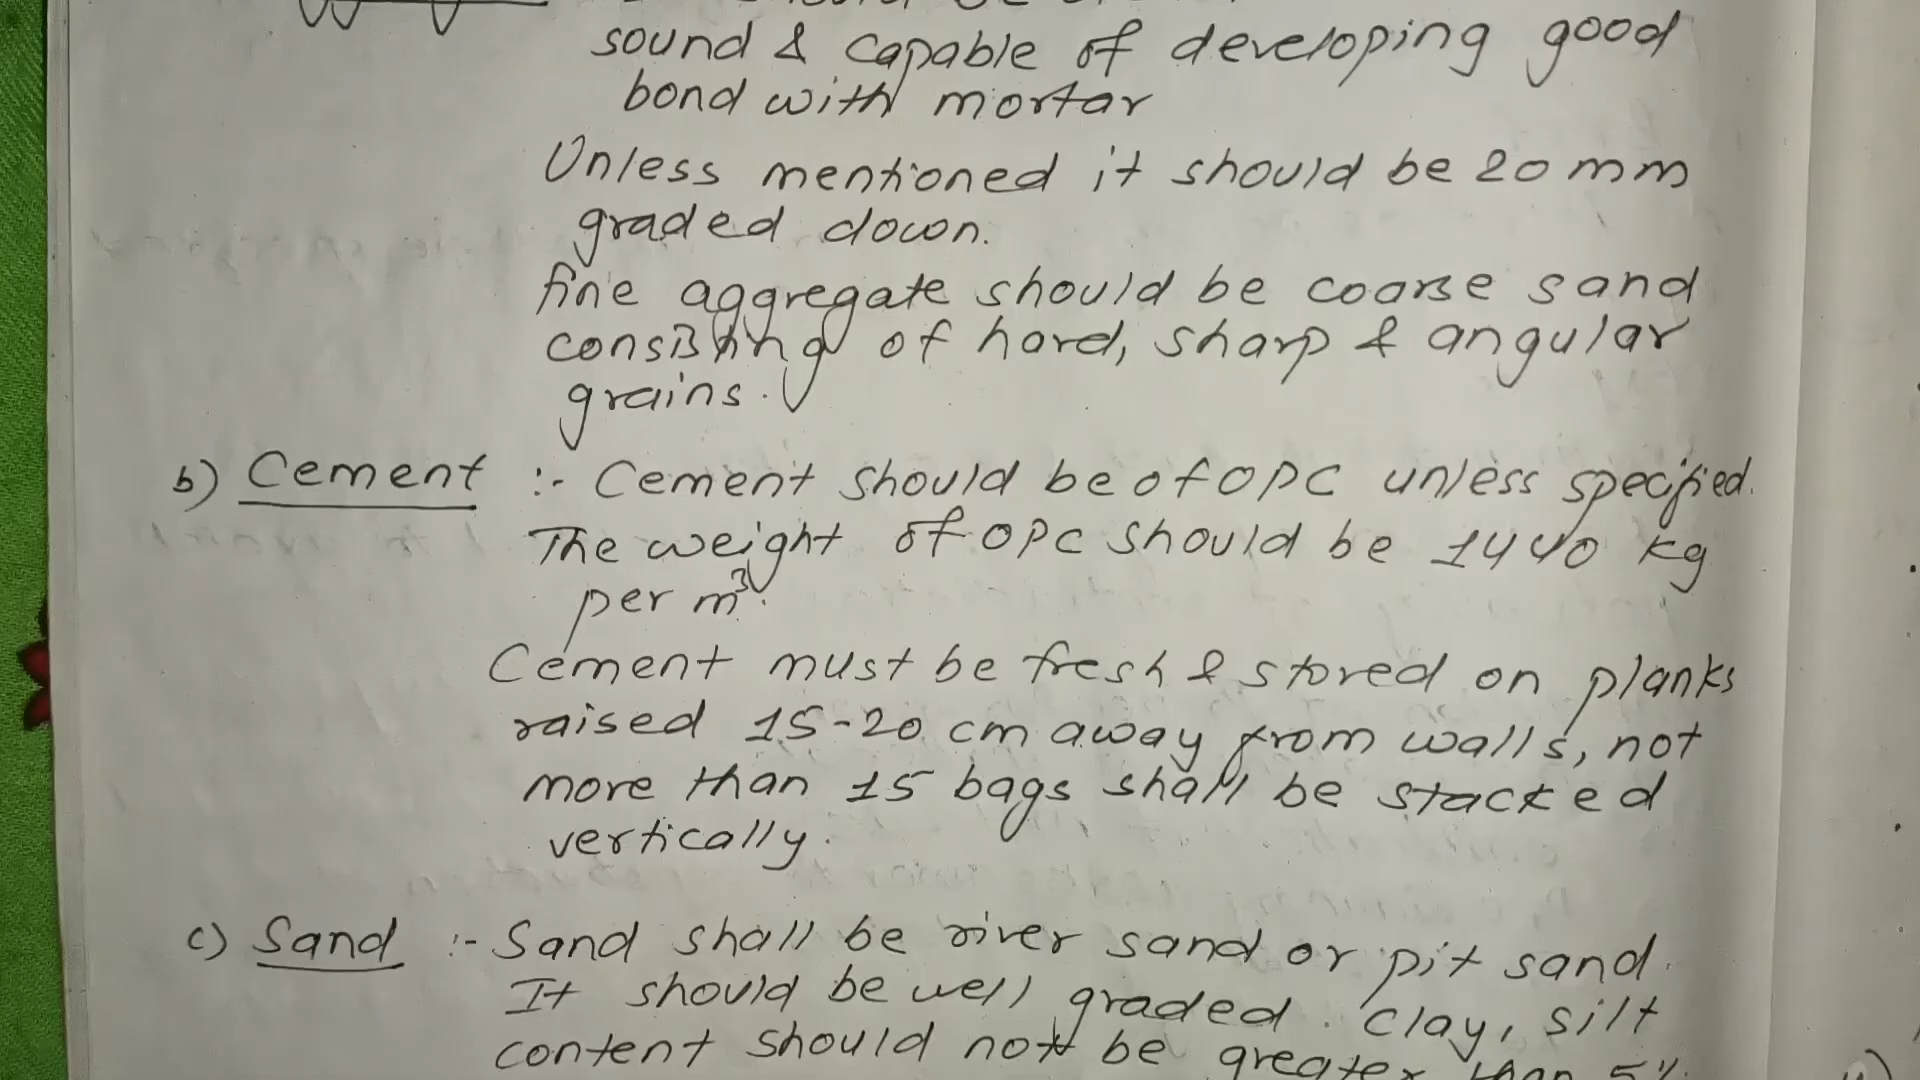 sound & capable of developing good
bond with mortar
Unless mentioned it should be 20 mm
graded down.
fine aggregate should be coarse sand
consisting of hard, sharp & angular
grains.
b) Cement :- Cement should be of OPC unless specified.
The weight of OPC should be 1440 kg
per m³.
Cement must be fresh & stored on planks
raised 15-20 cm away from walls, not
more than 15 bags shall be stacked
vertically.
c) Sand :- Sand shall be river sand or pit sand.
It should be well graded. Clay, silt
content should not be greater than 5%.